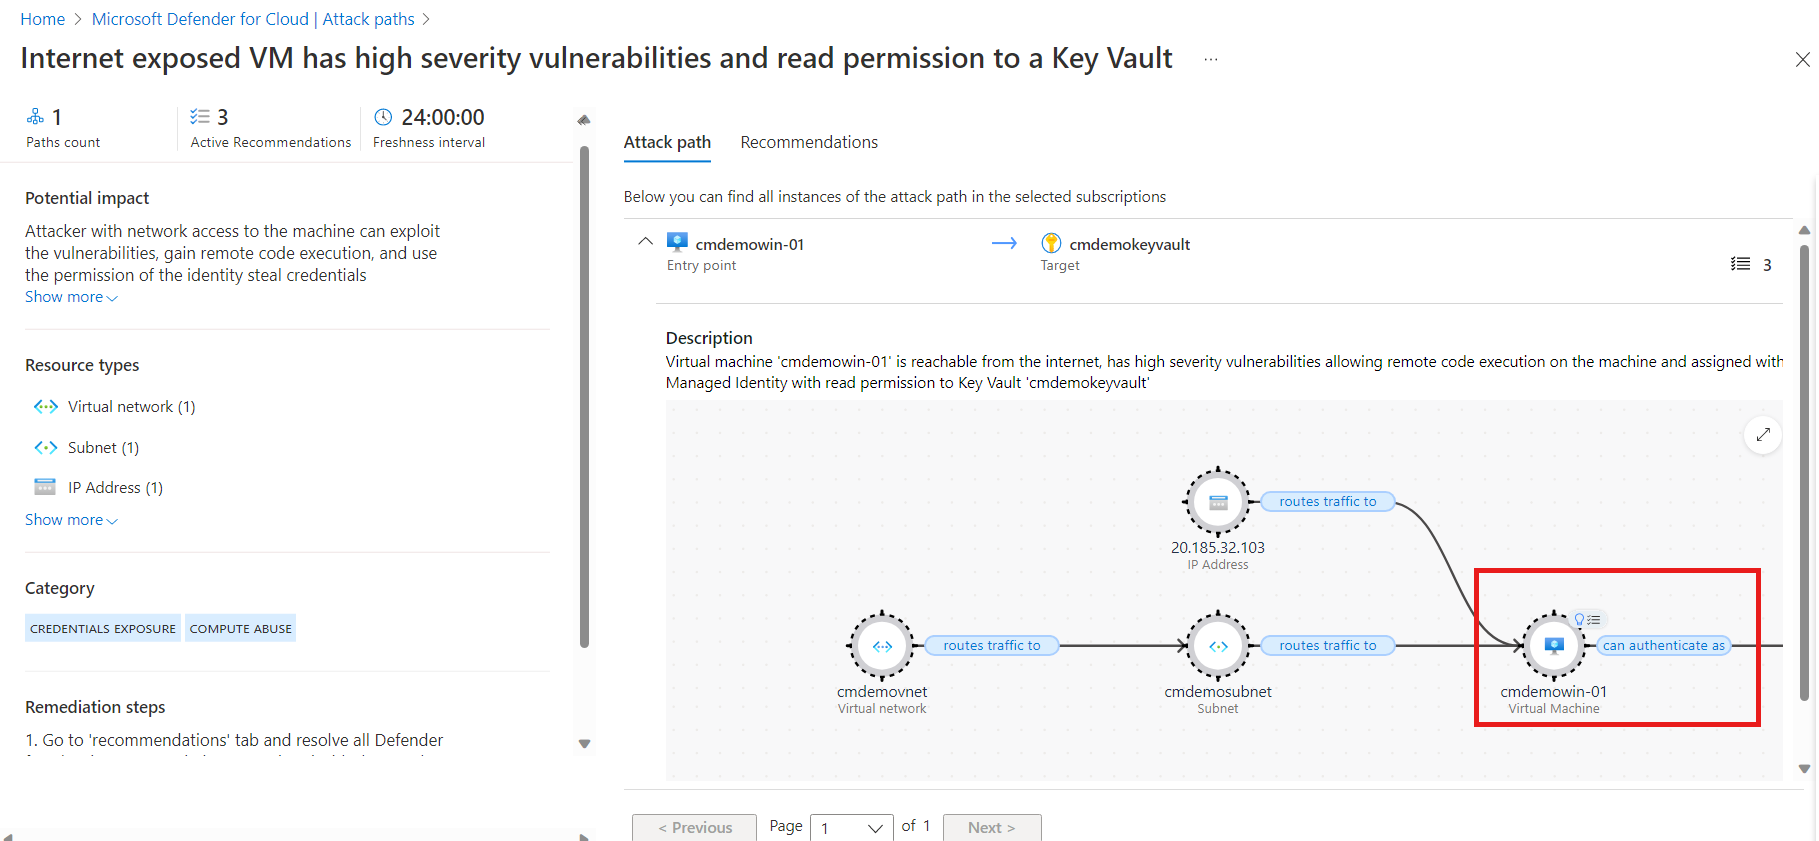 Home > Microsoft Defender for Cloud | Attack paths >
Internet exposed VM has high severity vulnerabilities and read permission to a Key Vault ...
1
Paths count
3
Active Recommendations
24:00:00
Freshness interval
Potential impact
Attacker with network access to the machine can exploit
the vulnerabilities, gain remote code execution, and use
the permission of the identity steal credentials
Show more
Resource types
Virtual network (1)
Subnet (1)
IP Address (1)
Show more
Category
CREDENTIALS EXPOSURE
COMPUTE ABUSE
Remediation steps
1. Go to 'recommendations' tab and resolve all Defender
Attack path
Recommendations
Below you can find all instances of the attack path in the selected subscriptions
cmdemowin-01
Entry point
cmdemokeyvault
Target
3
Description
Virtual machine 'cmdemowin-01' is reachable from the internet, has high severity vulnerabilities allowing remote code execution on the machine and assigned with
Managed Identity with read permission to Key Vault 'cmdemokeyvault'
routes traffic to
20.185.32.103
IP Address
routes traffic to
routes traffic to
can authenticate as
cmdemovnet
Virtual network
cmdemosubnet
Subnet
cmdemowin-01
Virtual Machine
< Previous
Page
1
of 1
Next >